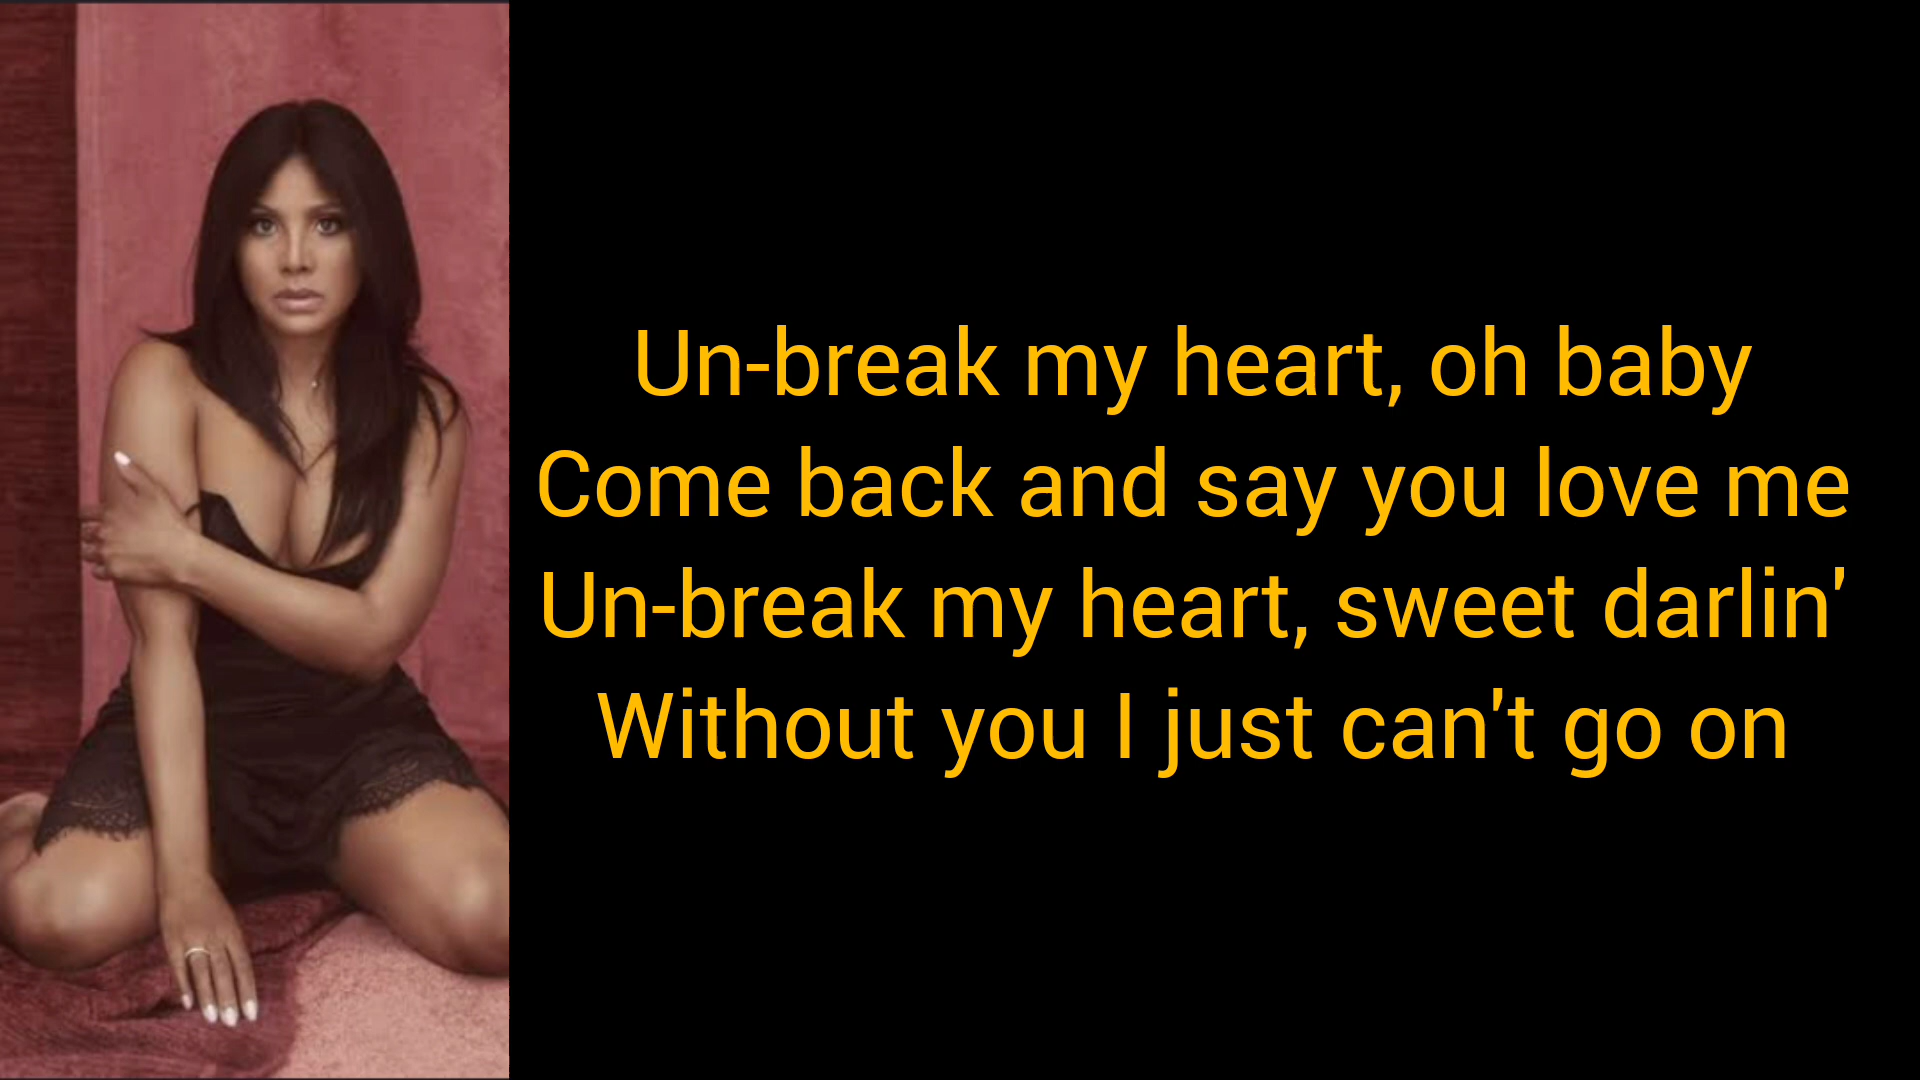 Un-break my heart, oh baby
Come back and say you love me
Un-break my heart, sweet darlin'
Without you I just can't go on